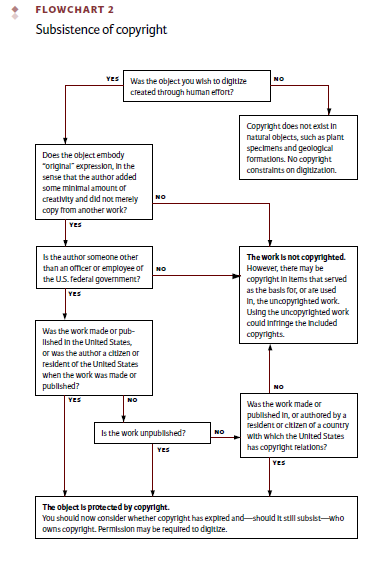 FLOWCHART 2
Subsistence of copyright
YES
Was the object you wish to digitize
created through human effort?
NO
Copyright does not exist in
natural objects, such as plant
specimens and geological
formations. No copyright
constraints on digitization.
Does the object embody
"original" expression, in the
sense that the author added
some minimal amount of
creativity and did not merely
copy from another work?
NO
YES
Is the author someone other
than an officer or employee of
the U.S. federal government?
NO
YES
The work is not copyrighted.
However, there may be
copyright in items that served
as the basis for, or are used
in, the uncopyrighted work.
Using the uncopyrighted work
could infringe the included
copyrights.
Was the work made or pub-
lished in the United States,
or was the author a citizen or
resident of the United States
when the work was made or
published?
YES
NO
NO
Is the work unpublished?
NO
YES
Was the work made or
published in, or authored by a
resident or citizen of a country
with which the United States
has copyright relations?
YES
The object is protected by copyright.
You should now consider whether copyright has expired and—should it still subsist—who
owns copyright. Permission may be required to digitize.